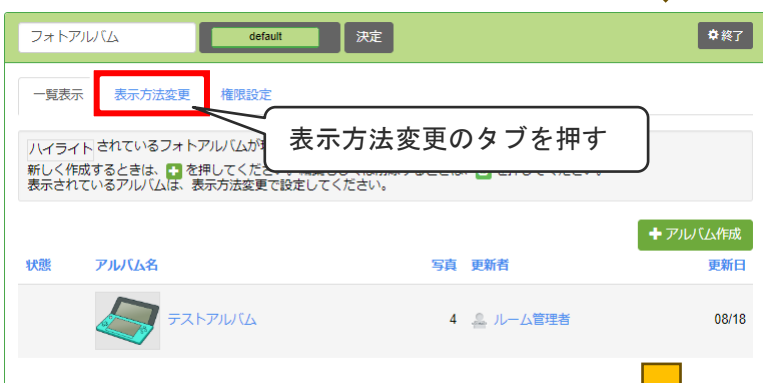 フォトアルバム default 決定 終了
一覧表示 表示方法変更 権限設定
表示方法変更のタブを押す
ハイライト されているフォトアルバムが
新しく作成するときは、 を押してくださ
表示されているアルバムは、表示方法変更で設定してください。
アルバム作成
状態 アルバム名 写真 更新者 更新日
テストアルバム 4 ルーム管理者 08/18